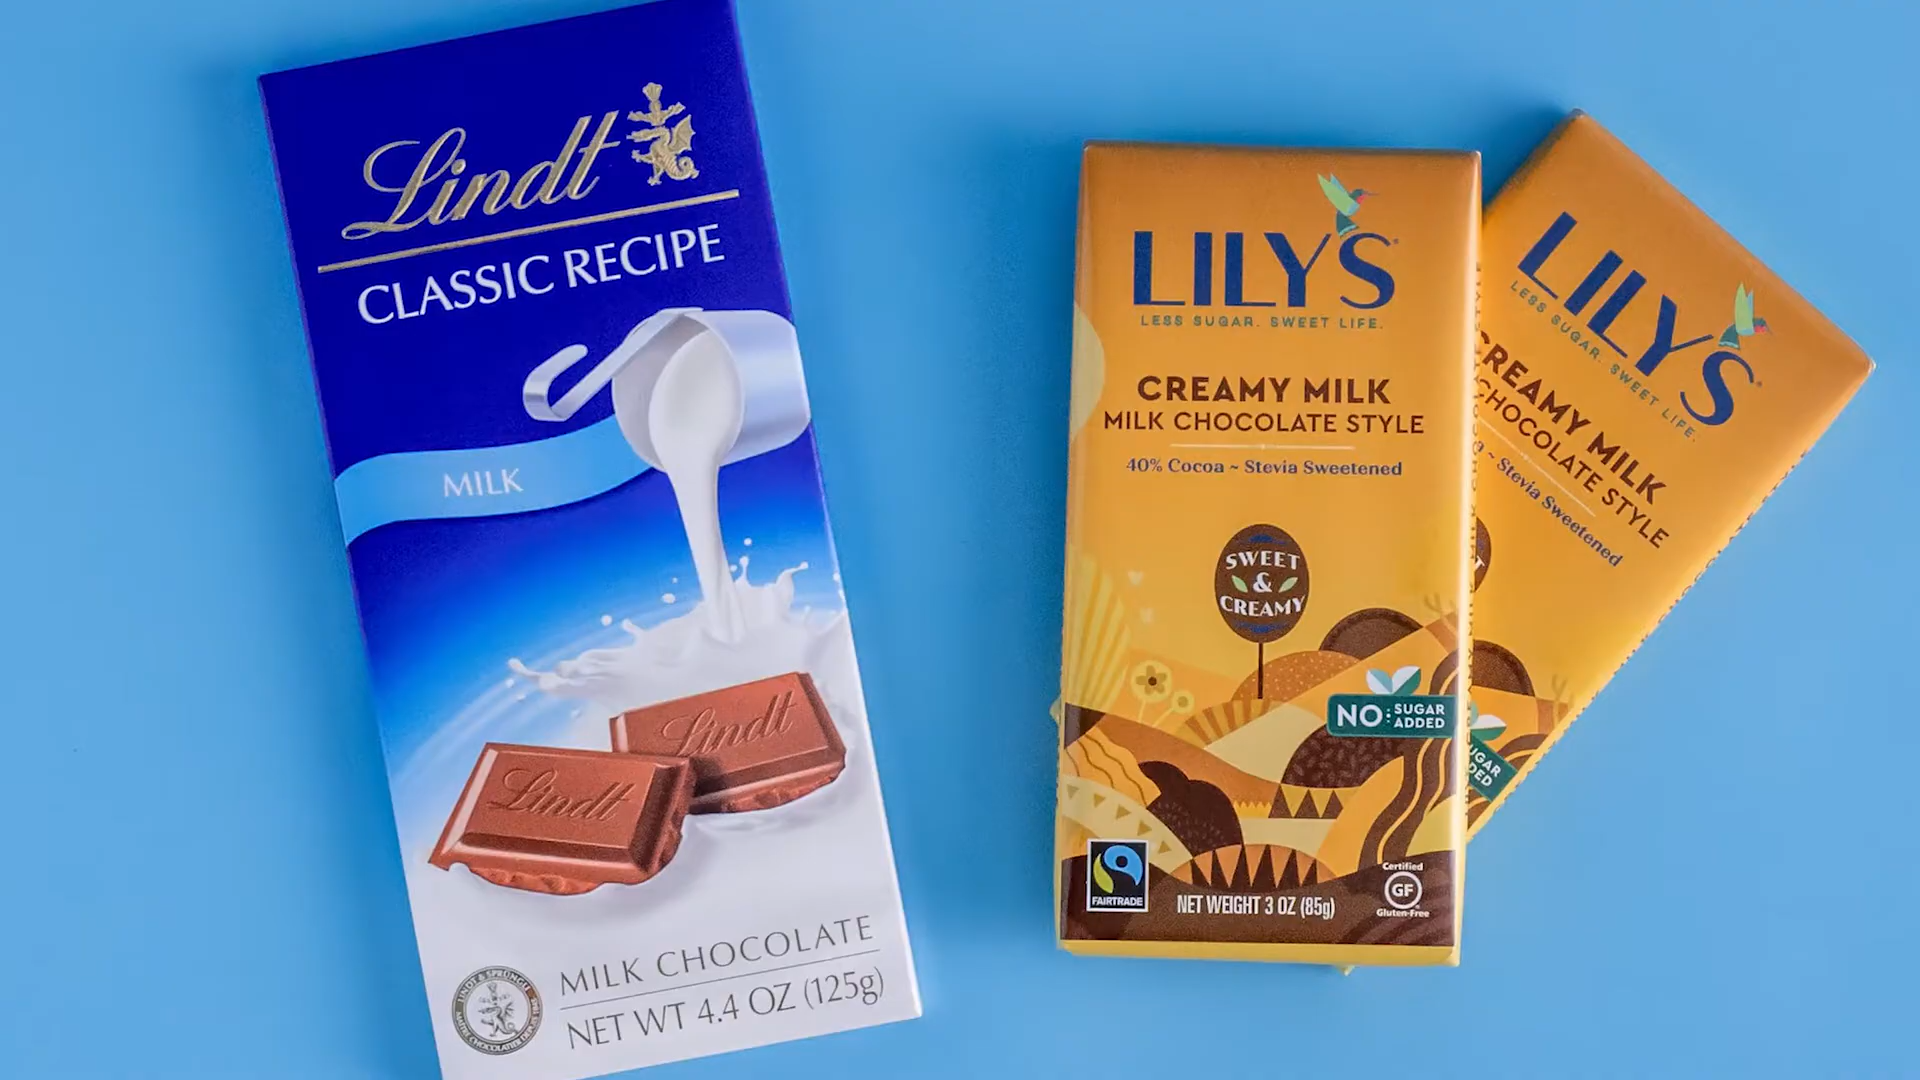 Lindt
CLASSIC RECIPE
MILK
Lindt
Lindt
MILK CHOCOLATE
NET WT 4.4 OZ (125g)
LILY'S
LESS SUGAR. SWEET LIFE.
CREAMY MILK
MILK CHOCOLATE STYLE
40% Cocoa ~ Stevia Sweetened
SWEET
&
CREAMY
NO: SUGAR
ADDED
FAIRTRADE
NET WEIGHT 3 OZ (85g)
Certified
GF
Gluten-Free
LILY'S
LESS SUGAR. SWEET LIFE.
CREAMY MILK
CHOCOLATE STYLE
~ Stevia Sweetened